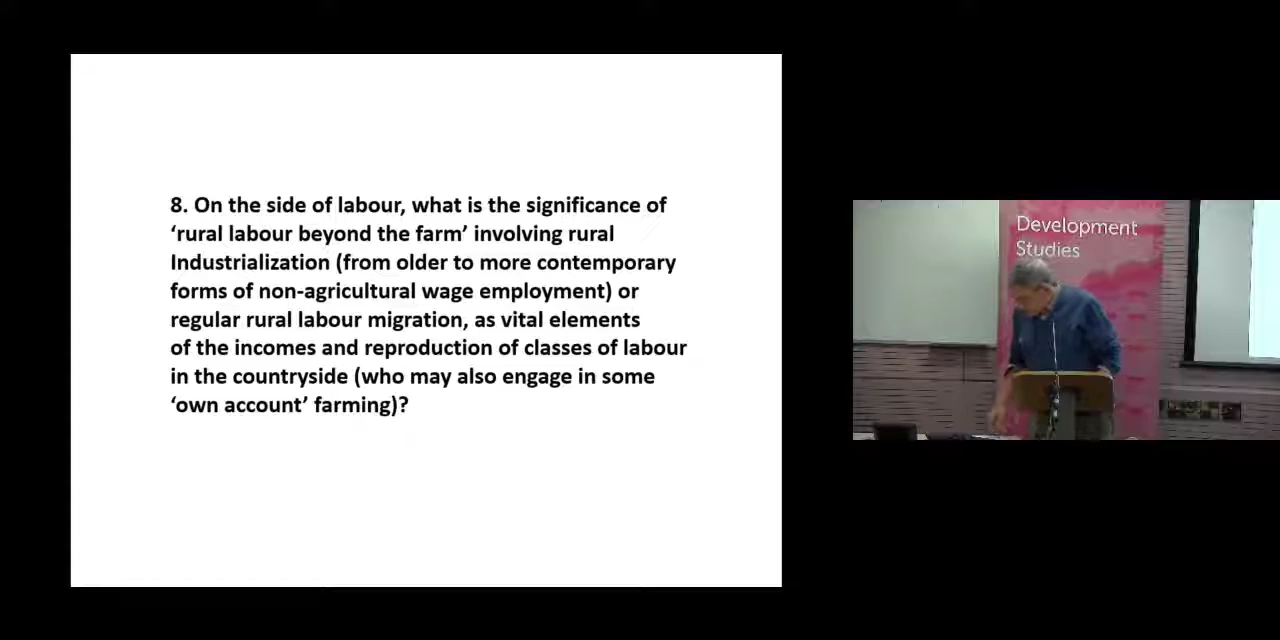 8. On the side of labour, what is the significance of
‘rural labour beyond the farm’ involving rural
Industrialization (from older to more contemporary
forms of non-agricultural wage employment) or
regular rural labour migration, as vital elements
of the incomes and reproduction of classes of labour
in the countryside (who may also engage in some
‘own account’ farming)?
Development
Studies